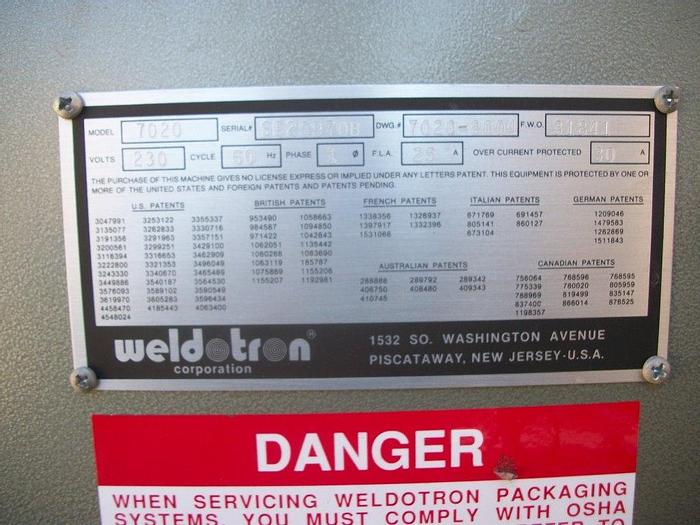 MODEL 7020 SERIAL# DWG.# F.W.O.
VOLTS 230 CYCLE 60 Hz PHASE 1 Ø F.L.A. A OVER CURRENT PROTECTED 30 A
THE PURCHASE OF THIS MACHINE GIVES NO LICENSE EXPRESS OR IMPLIED UNDER ANY LETTERS PATENT. THIS EQUIPMENT IS PROTECTED BY ONE OR
MORE OF THE UNITED STATES AND FOREIGN PATENTS AND PATENTS PENDING.
U.S. PATENTS
3047991 3253122 3355337
3135077 3262833 3330716
3191356 3291963 3357151
3200561 3299251 3429100
3116394 3316653 3462909
3222800 3321353 3496049
3243330 3340670 3465489
3449886 3540187 3564530
3576093 3589102 3590549
3619970 3605283 3596434
4458470 4185443 4063400
4548024
BRITISH PATENTS
953490 1058663
984587 1094850
971422 1042843
1062051 1135442
1060268 1083690
1063119 185787
1075889 1155206
1155207 1192981
FRENCH PATENTS
1338356 1326937
1397917 1332396
1531066
ITALIAN PATENTS
671769 691457
805141 860127
673104
GERMAN PATENTS
1209046
1479583
1262869
1511843
AUSTRALIAN PATENTS
288888 289792 289342
406750 408480 409343
410745
CANADIAN PATENTS
756064 768596 768595
775339 780020 805959
788969 819499 835147
837400 866014 876525
1198357
weldotron ®
corporation
1532 SO. WASHINGTON AVENUE
PISCATAWAY, NEW JERSEY-U.S.A.
DANGER
WHEN SERVICING WELDOTRON PACKAGING
SYSTEMS, YOU MUST COMPLY WITH OSHA